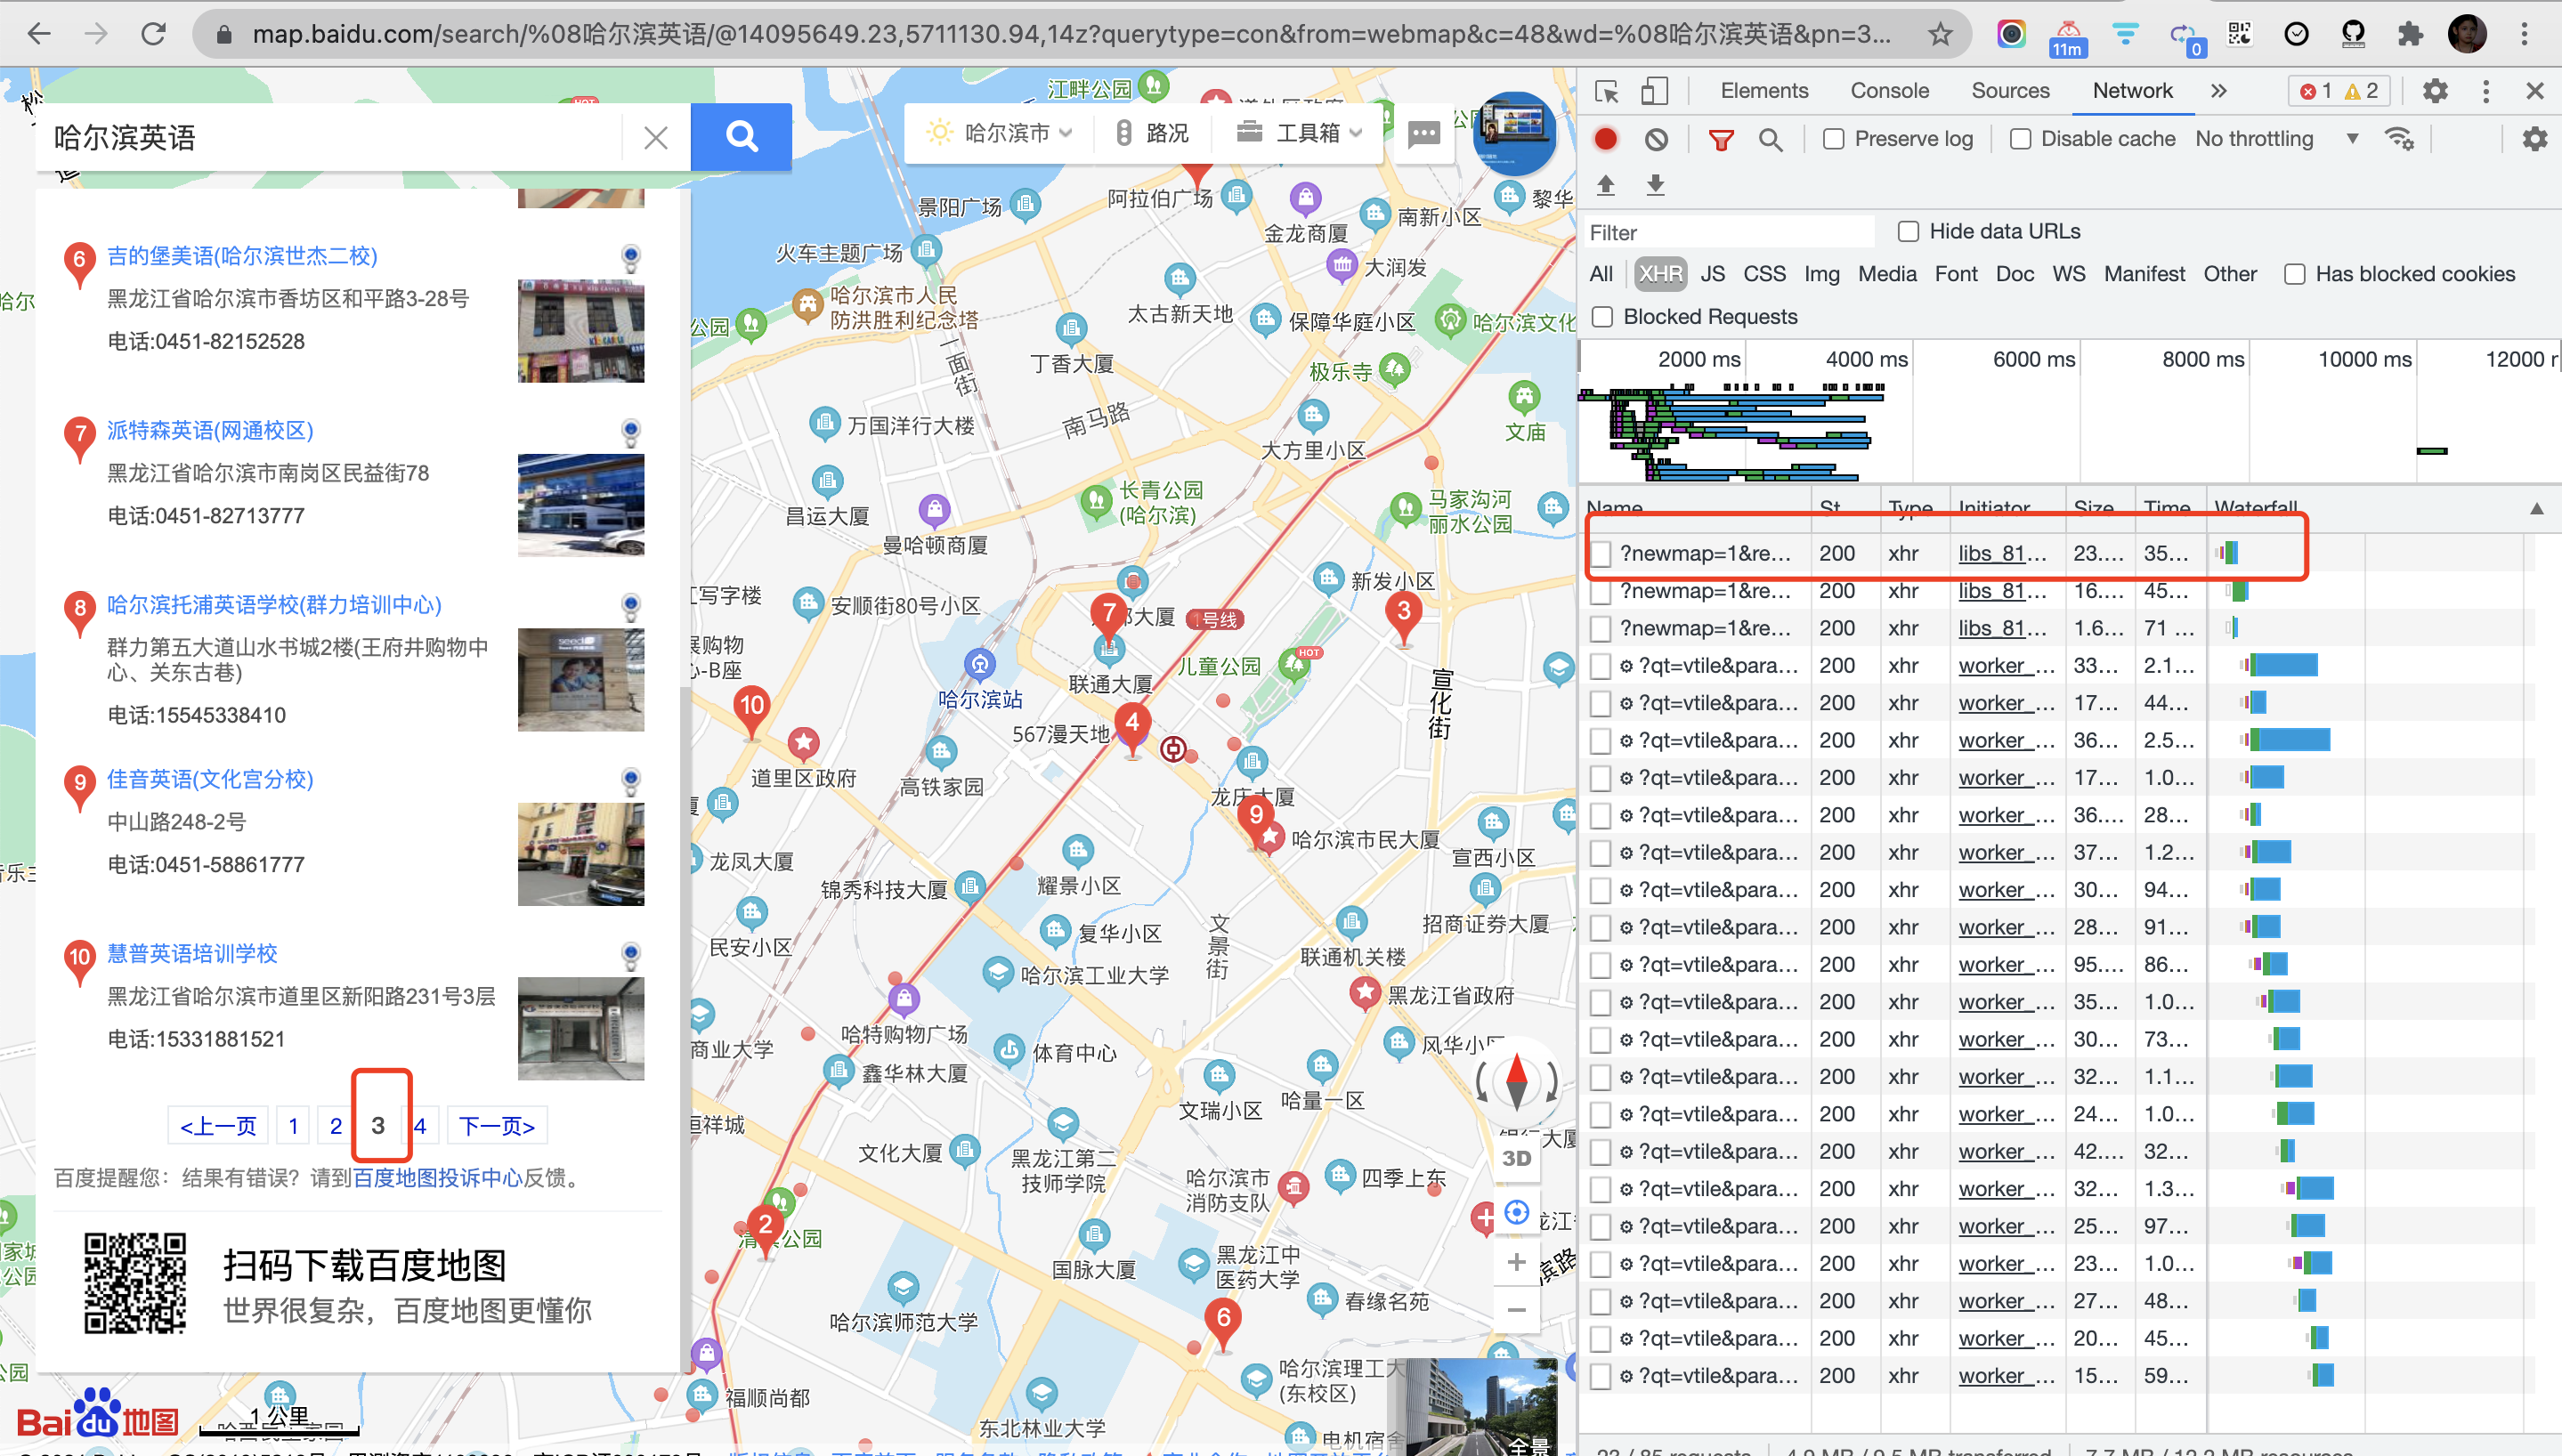 map.baidu.com/search/%08哈尔滨英语/@14095649.23,5711130.94,14z?querytype=con&from=webmap&c=48&wd=%08哈尔滨英语&pn=3...
11m
0
哈尔滨英语
哈尔滨市
路况
工具箱
6
吉的堡美语(哈尔滨世杰二校)
黑龙江省哈尔滨市香坊区和平路3-28号
电话:0451-82152528
7
派特森英语(网通校区)
黑龙江省哈尔滨市南岗区民益街78
电话:0451-82713777
8
哈尔滨托浦英语学校(群力培训中心)
群力第五大道山水书城2楼(王府井购物中
心、关东古巷)
电话:15545338410
9
佳音英语(文化宫分校)
中山路248-2号
电话:0451-58861777
10
慧普英语培训学校
黑龙江省哈尔滨市道里区新阳路231号3层
电话:15331881521
<上一页 1 2 3 4 下一页>
百度提醒您：结果有错误？请到百度地图投诉中心反馈。
扫码下载百度地图
世界很复杂，百度地图更懂你
Bai du 地图
1 公里
江畔公园
景阳广场
阿拉伯广场
金龙商厦
南新小区
黎华
火车主题广场
大润发
哈尔滨市人民
防洪胜利纪念塔
公园
太古新天地
保障华庭小区
哈尔滨文化
一面街
丁香大厦
极乐寺
万国洋行大楼
南马路
大方里小区
文庙
昌运大厦
曼哈顿商厦
长青公园
(哈尔滨)
马家沟河
丽水公园
安顺街80号小区
7
1号线
新发小区
3
儿童公园
HOT
哈尔滨站
联通大厦
宣化街
10
567漫天地
4
道里区政府
高铁家园
龙庆大厦
9
哈尔滨市民大厦
宣西小区
龙凤大厦
锦秀科技大厦
耀景小区
招商证券大厦
民安小区
复华小区
文景街
联通机关楼
哈尔滨工业大学
黑龙江省政府
哈特购物广场
体育中心
商业大学
鑫华林大厦
文瑞小区
哈量一区
恒祥城
文化大厦
黑龙江第二
技师学院
哈尔滨市
消防支队
四季上东
3D
2
国脉大厦
黑龙江中
医药大学
哈尔滨师范大学
6
春缘名苑
哈尔滨理工大
(东校区)
福顺尚都
东北林业大学
电机宿舍
全景
Elements Console Sources Network
1 2
Preserve log Disable cache No throttling
Filter Hide data URLs
All XHR JS CSS Img Media Font Doc WS Manifest Other Has blocked cookies
Blocked Requests
2000 ms 4000 ms 6000 ms 8000 ms 10000 ms 12000
Name St Type Initiator Size Time Waterfall
?newmap=1&re... 200 xhr libs_81... 23.... 35...
?newmap=1&re... 200 xhr libs_81... 16.... 45...
?newmap=1&re... 200 xhr libs_81... 1.6... 71 ...
?qt=vtile&para... 200 xhr worker_... 33... 2.1...
?qt=vtile&para... 200 xhr worker_... 17... 44...
?qt=vtile&para... 200 xhr worker_... 36... 2.5...
?qt=vtile&para... 200 xhr worker_... 17... 1.0...
?qt=vtile&para... 200 xhr worker_... 36.... 28...
?qt=vtile&para... 200 xhr worker_... 37... 1.2...
?qt=vtile&para... 200 xhr worker_... 30... 94...
?qt=vtile&para... 200 xhr worker_... 28... 91...
?qt=vtile&para... 200 xhr worker_... 95.... 86...
?qt=vtile&para... 200 xhr worker_... 35... 1.0...
?qt=vtile&para... 200 xhr worker_... 30... 73...
?qt=vtile&para... 200 xhr worker_... 32... 1.1...
?qt=vtile&para... 200 xhr worker_... 24... 1.0...
?qt=vtile&para... 200 xhr worker_... 42.... 32...
?qt=vtile&para... 200 xhr worker_... 32... 1.3...
?qt=vtile&para... 200 xhr worker_... 25... 97...
?qt=vtile&para... 200 xhr worker_... 23... 1.0...
?qt=vtile&para... 200 xhr worker_... 27... 48...
?qt=vtile&para... 200 xhr worker_... 20... 45...
?qt=vtile&para... 200 xhr worker_... 15... 59...